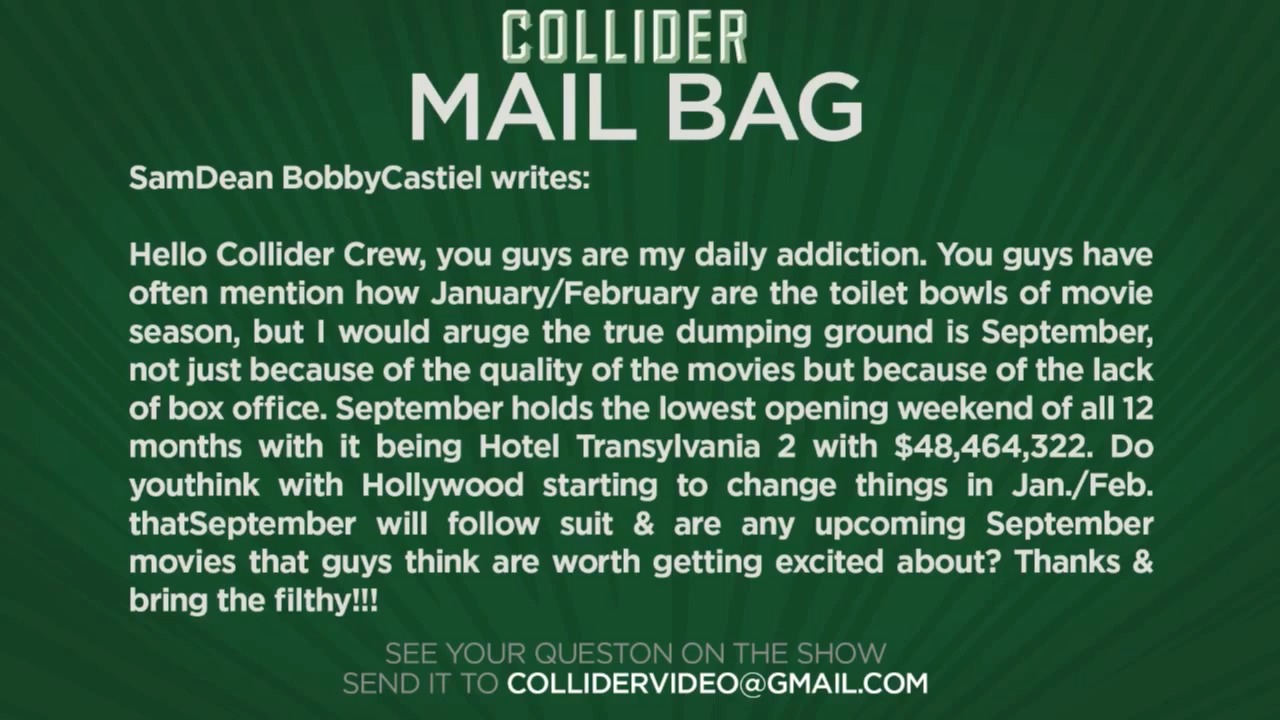 COLLIDER
MAIL BAG
SamDean BobbyCastiel writes:
Hello Collider Crew, you guys are my daily addiction. You guys have
often mention how January/February are the toilet bowls of movie
season, but I would aruge the true dumping ground is September,
not just because of the quality of the movies but because of the lack
of box office. September holds the lowest opening weekend of all 12
months with it being Hotel Transylvania 2 with $48,464,322. Do
youthink with Hollywood starting to change things in Jan./Feb.
thatSeptember will follow suit & are any upcoming September
movies that guys think are worth getting excited about? Thanks &
bring the filthy!!!
SEE YOUR QUESTON ON THE SHOW
SEND IT TO COLLIDERVIDEO@GMAIL.COM